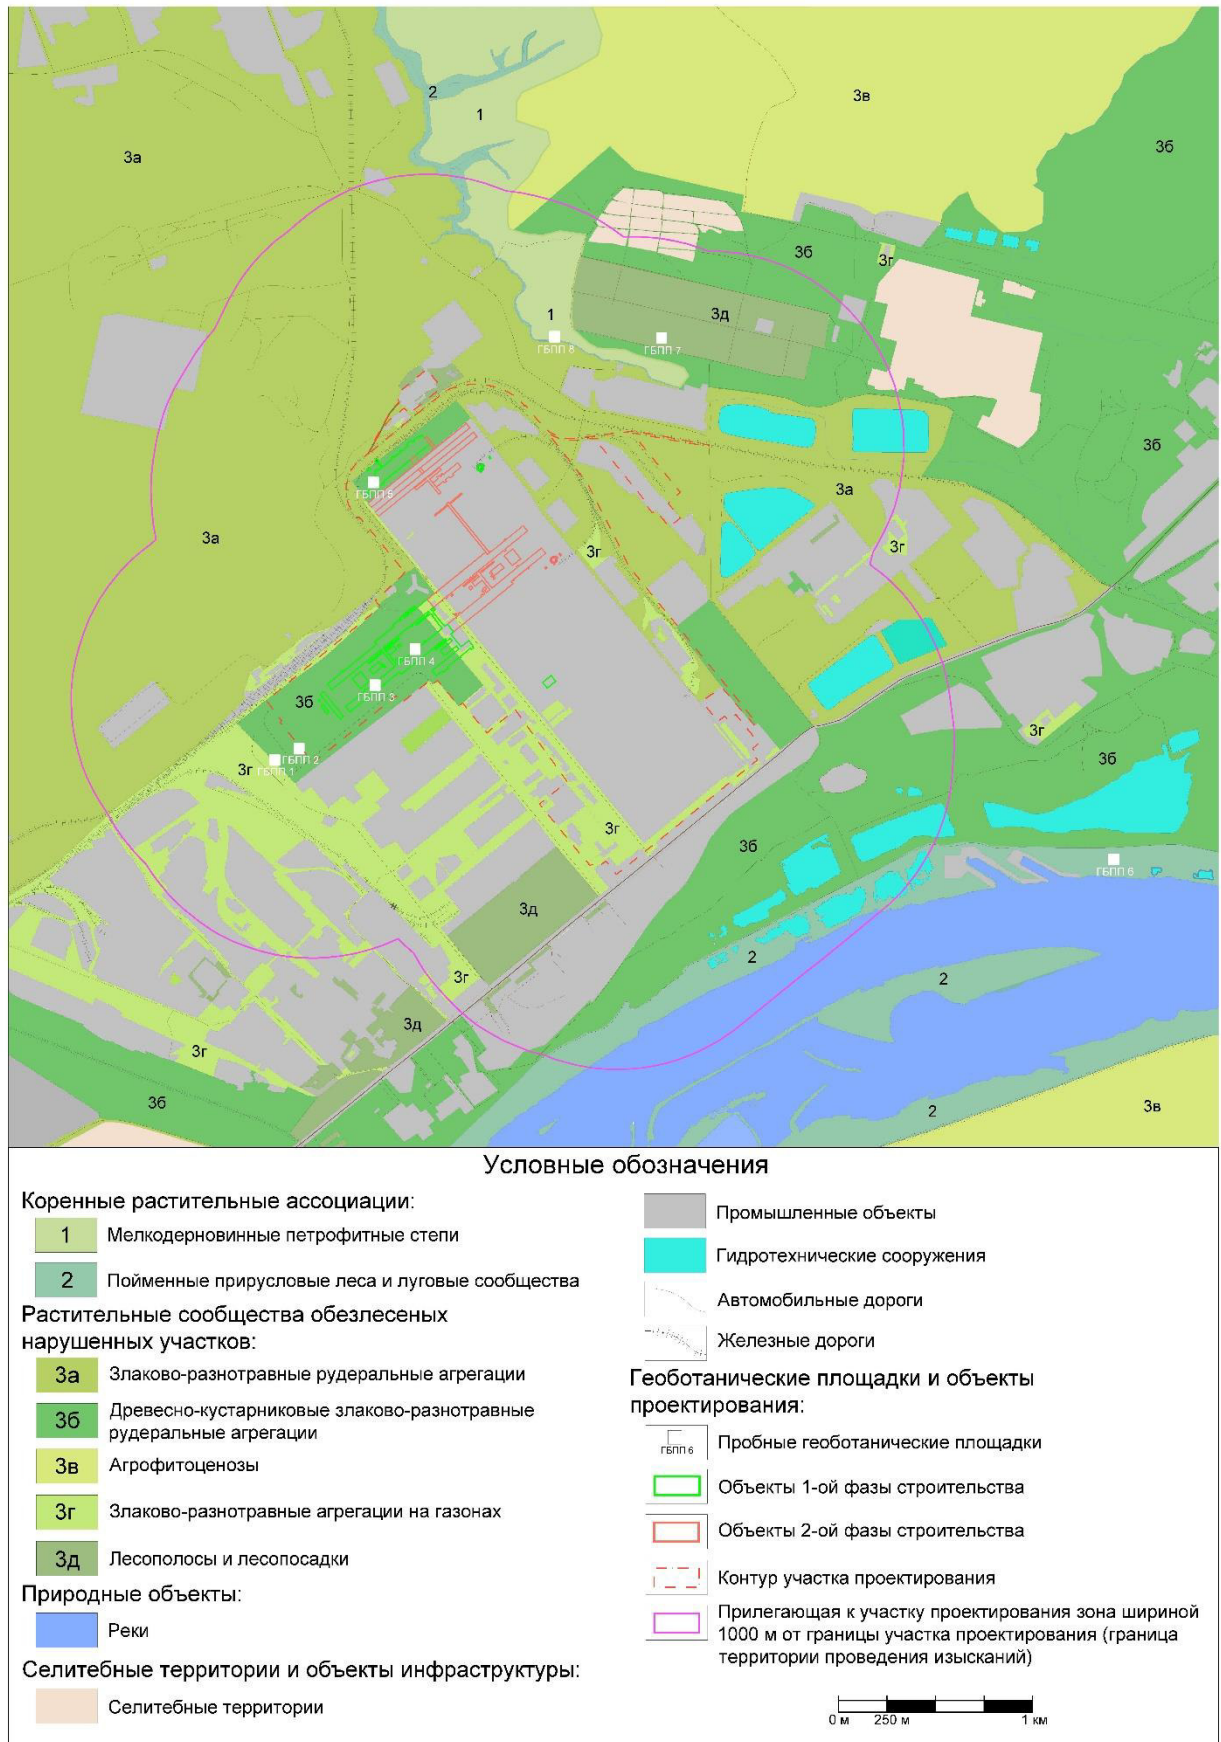 2
1
3в
3а
3б
3б
3г
1
3д
ГБПП 8
ГБПП 7
3б
ГБПП 5
3а
3а
3г
3г
ГБПП 4
ГБПП 3
3б
3г
ГБПП 2
3г
ГБПП 1
3б
3г
3б
ГБПП 6
3д
2
3г
2
3д
3г
3б
2
3в
Условные обозначения
Коренные растительные ассоциации:
1 Мелкодерновинные петрофитные степи
2 Пойменные прирусловые леса и луговые сообщества
Растительные сообщества обезлесеных
нарушенных участков:
3а Злаково-разнотравные рудеральные агрегации
3б Древесно-кустарниковые злаково-разнотравные
рудеральные агрегации
3в Агрофитоценозы
3г Злаково-разнотравные агрегации на газонах
3д Лесополосы и лесопосадки
Природные объекты:
Реки
Селитебные территории и объекты инфраструктуры:
Селитебные территории
Промышленные объекты
Гидротехнические сооружения
Автомобильные дороги
Железные дороги
Геоботанические площадки и объекты
проектирования:
ГБПП 6 Пробные геоботанические площадки
Объекты 1-ой фазы строительства
Объекты 2-ой фазы строительства
Контур участка проектирования
Прилегающая к участку проектирования зона шириной
1000 м от границы участка проектирования (граница
территории проведения изысканий)
0 м 250 м 1 км